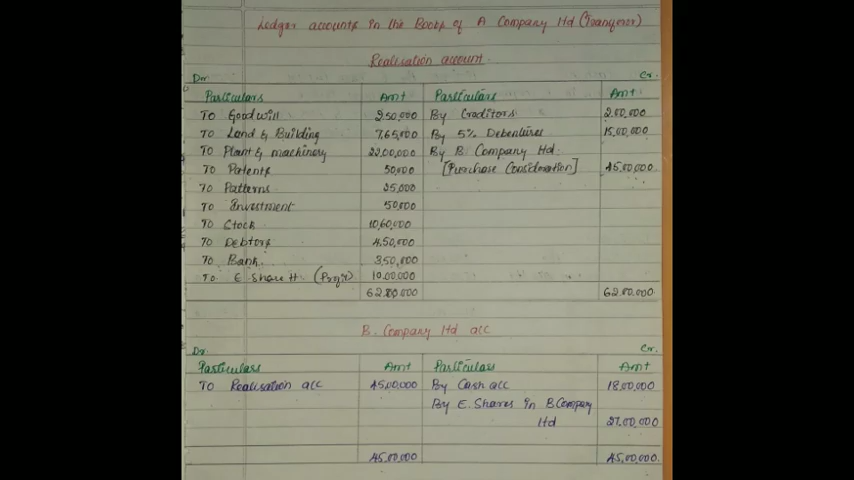 Ledger accounts in the Books of A Company Ltd (Transferor)
Realisation account
Dr. Cr.
Particulars Amt Particulars Amt
TO Goodwill 2,50,000 By Creditors 2,00,000
TO Land & Building 7,65,000 By 5% Debentures 15,00,000
TO Plant & machinery 22,00,000 By B. Company Ltd.
TO Patents 50,000 [Purchase Consideration] 45,00,000
TO Patterns 25,000
TO Investment 50,000
TO Stock 10,60,000
TO Debtors 4,50,000
TO Bank 3,50,000
TO E. Share H. (Profit) 10,00,000
62,00,000 62,00,000
B. Company Ltd acc
Dr. Cr.
Particulars Amt Particulars Amt
TO Realisation acc 45,00,000 By Cash acc 18,00,000
By E. Shares in B.Company
Ltd 27,00,000
45,00,000 45,00,000